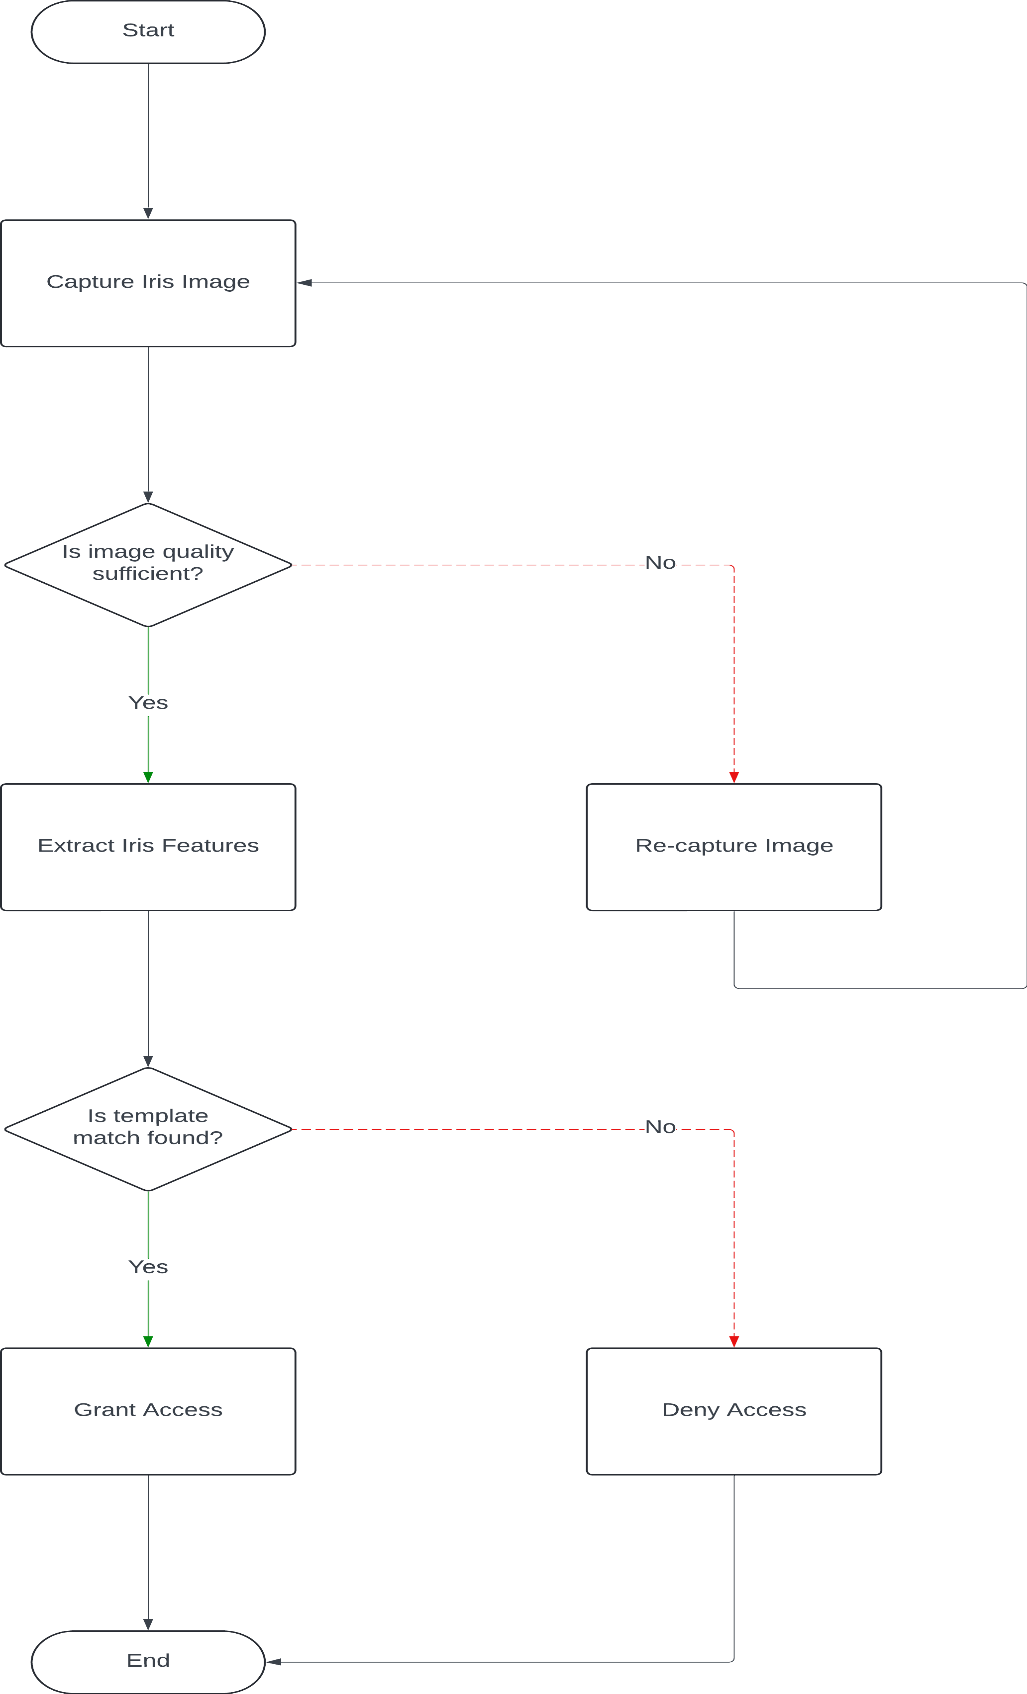 Start
Capture Iris Image
Is image quality
sufficient?
No
Yes
Extract Iris Features
Re-capture Image
Is template
match found?
No
Yes
Grant Access
Deny Access
End